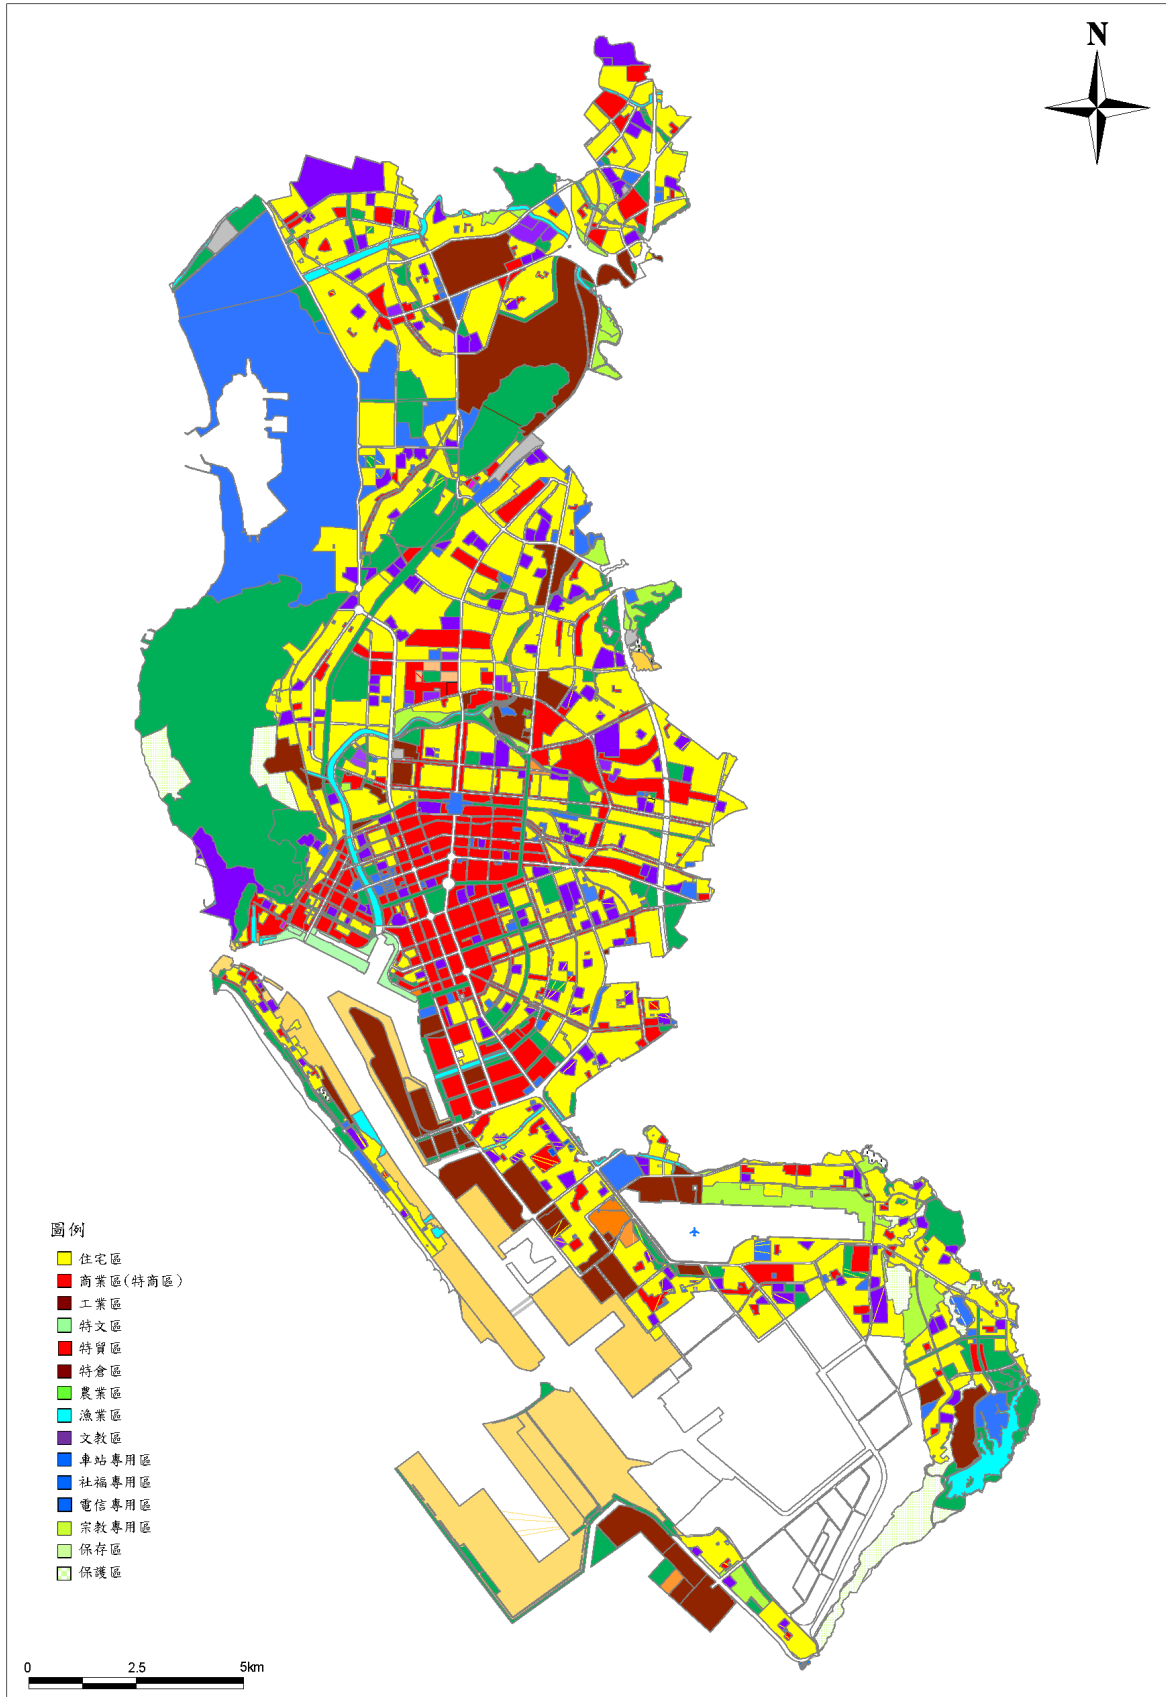 N
圖例
住宅區
商業區(特商區)
工業區
特文區
特貿區
特倉區
農業區
漁業區
文教區
車站專用區
社福專用區
電信專用區
宗教專用區
保存區
保護區
0 2.5 5km